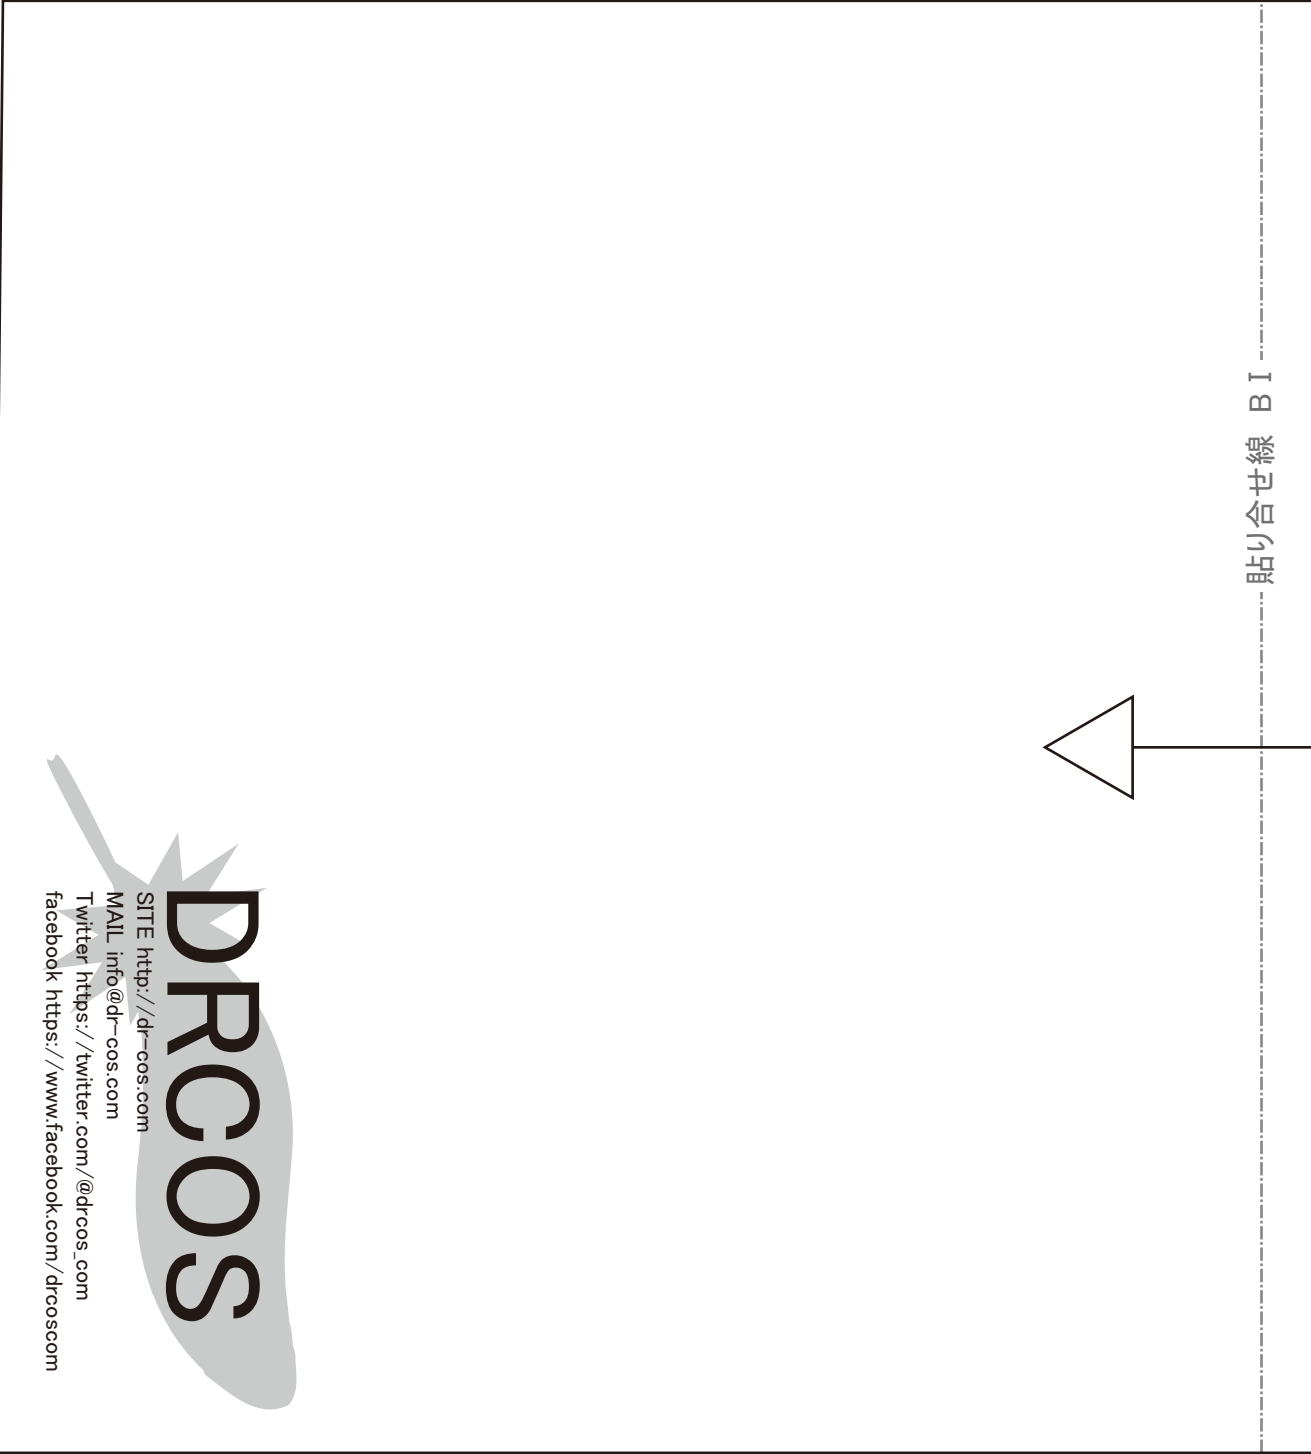 DRCOS
SITE http://dr-cos.com
MAIL info@dr-cos.com
Twitter https://twitter.com/@drcos_com
facebook https://www.facebook.com/drcoscom
貼り合せ線 BI